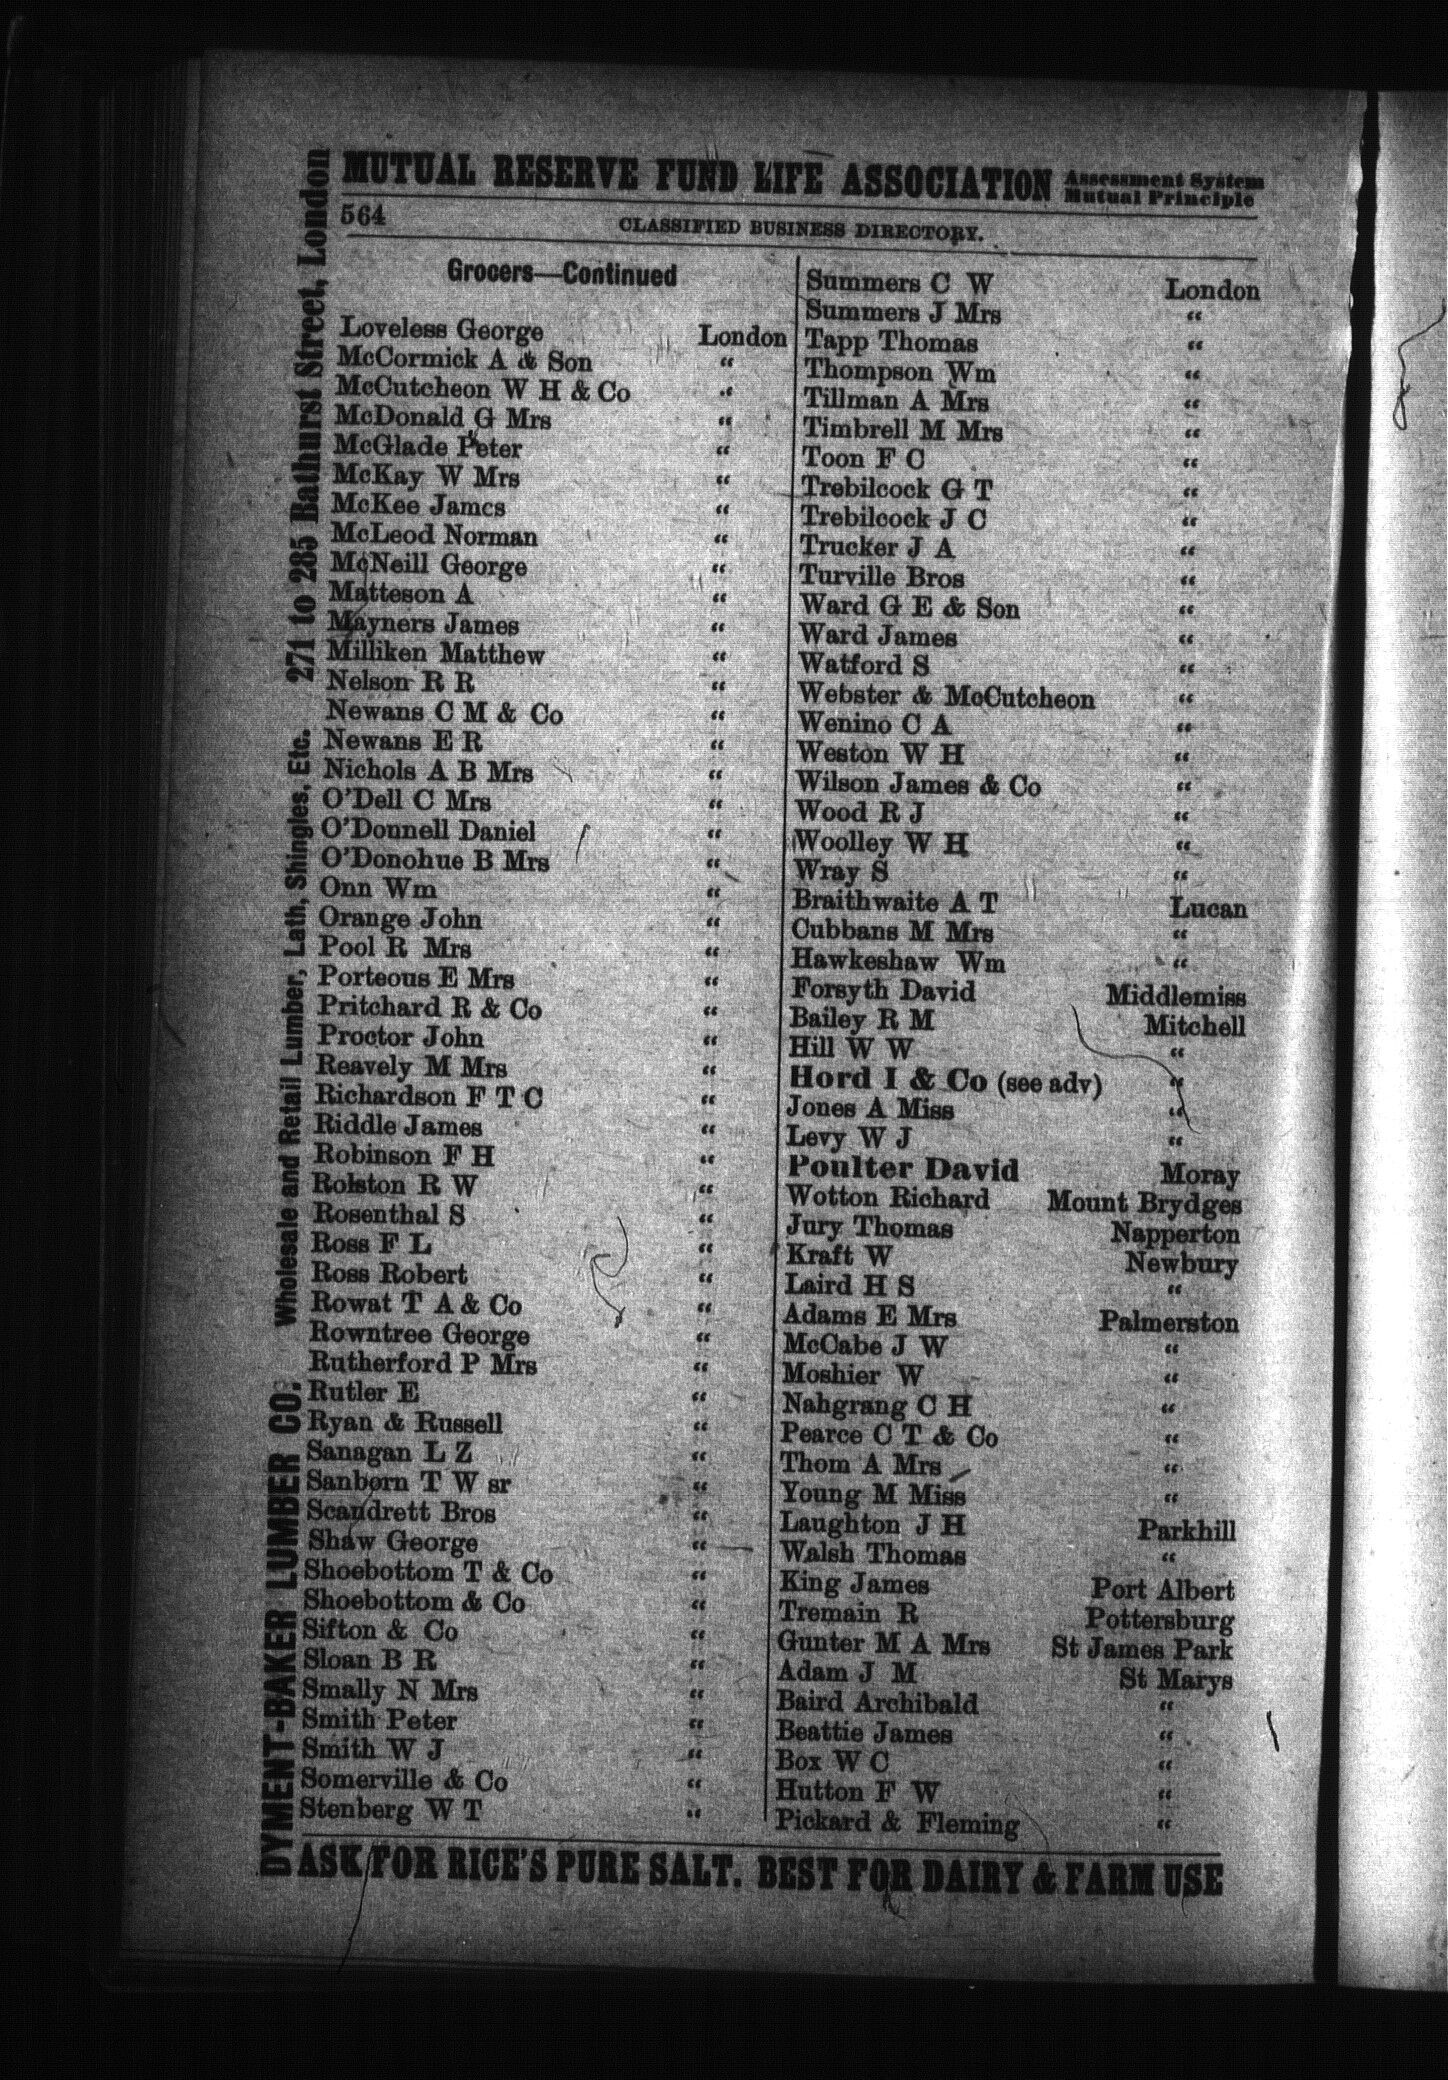 MUTUAL RESERVE FUND LIFE ASSOCIATION Assessment System
Mutual Principle
564 CLASSIFIED BUSINESS DIRECTORY.
Grocers—Continued
Loveless George London
McCormick A & Son “
McCutcheon W H & Co “
McDonald G Mrs “
McGlade Peter “
McKay W Mrs “
McKee Jamcs “
McLeod Norman “
McNeill George “
Matteson A “
Mayners James “
Milliken Matthew “
Nelson R R “
Newans C M & Co “
Newans E R “
Nichols A B Mrs “
O'Dell C Mrs “
O'Donnell Daniel “
O'Donohue B Mrs “
Onn Wm “
Orange John “
Pool R Mrs “
Porteous E Mrs “
Pritchard R & Co “
Proctor John “
Reavely M Mrs “
Richardson F T C “
Riddle James “
Robinson F H “
Rolston R W “
Rosenthal S “
Ross F L “
Ross Robert “
Rowat T A & Co “
Rowntree George “
Rutherford P Mrs “
Rutler E “
Ryan & Russell “
Sanagan L Z “
Sanborn T W sr “
Scandrett Bros “
Shaw George “
Shoebottom T & Co “
Shoebottom & Co “
Sifton & Co “
Sloan B R “
Smally N Mrs “
Smith Peter “
Smith W J “
Somerville & Co “
Stenberg W T “
Summers C W London
Summers J Mrs “
Tapp Thomas “
Thompson Wm “
Tillman A Mrs “
Timbrell M Mrs “
Toon F C “
Trebilcock G T “
Trebilcock J C “
Trucker J A “
Turville Bros “
Ward G E & Son “
Ward James “
Watford S “
Webster & McCutcheon “
Wenino C A “
Weston W H “
Wilson James & Co “
Wood R J “
Woolley W H “
Wray S “
Braithwaite A T Lucan
Cubbans M Mrs “
Hawkeshaw Wm “
Forsyth David Middlemiss
Bailey R M Mitchell
Hill W W “
Hord I & Co (see adv) “
Jones A Miss “
Levy W J “
Poulter David Moray
Wotton Richard Mount Brydges
Jury Thomas Napperton
Kraft W Newbury
Laird H S “
Adams E Mrs Palmerston
McCabe J W “
Moshier W “
Nahgrang C H “
Pearce C T & Co “
Thom A Mrs “
Young M Miss “
Laughton J H Parkhill
Walsh Thomas “
King James Port Albert
Tremain R Pottersburg
Gunter M A Mrs St James Park
Adam J M St Marys
Baird Archibald “
Beattie James “
Box W C “
Hutton F W “
Pickard & Fleming “
ASK FOR RICE'S PURE SALT. BEST FOR DAIRY & FARM USE
DYMENT-BAKER LUMBER CO. Wholesale and Retail Lumber, Lath, Shingles, Etc. 271 to 285 Bathurst Street, London